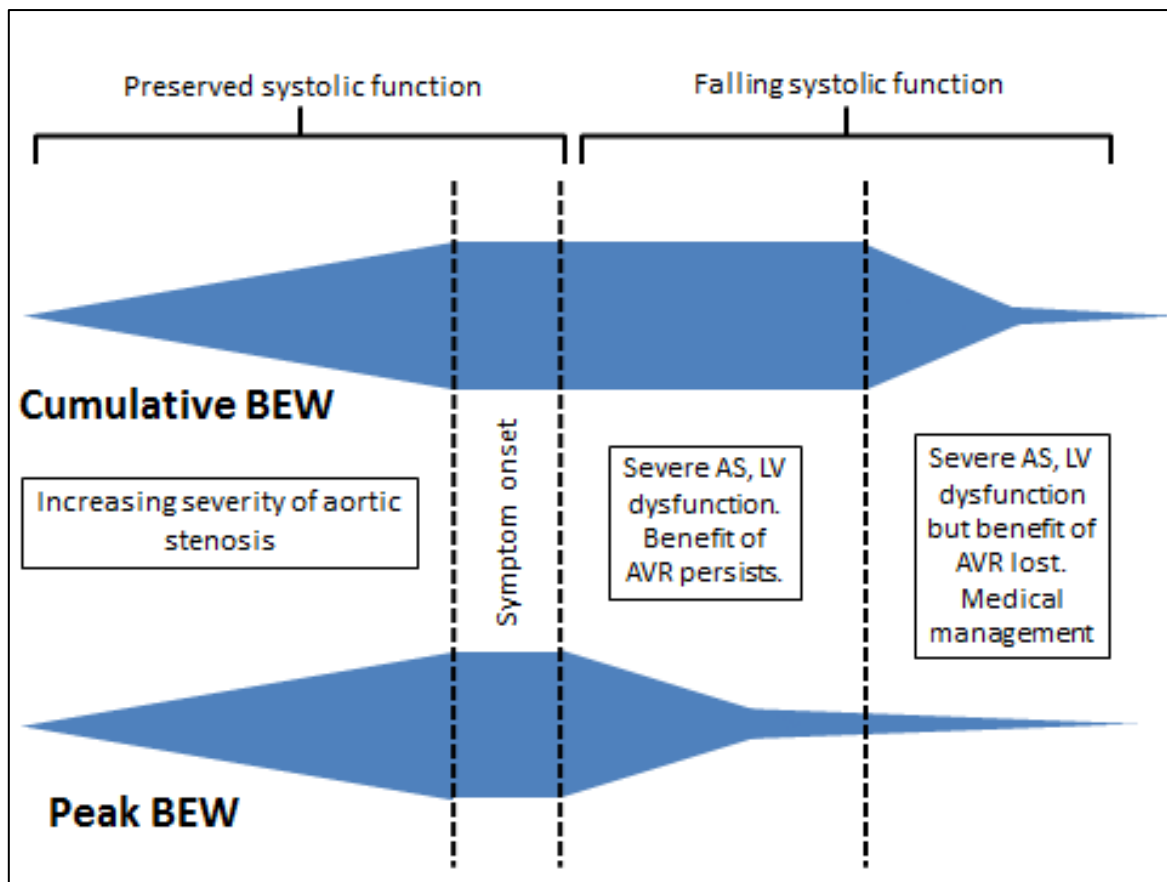 Preserved systolic function
Falling systolic function
Cumulative BEW
Increasing severity of aortic
stenosis
Symptom onset
Severe AS, LV
dysfunction.
Benefit of
AVR persists.
Severe AS, LV
dysfunction
but benefit of
AVR lost.
Medical
management
Peak BEW